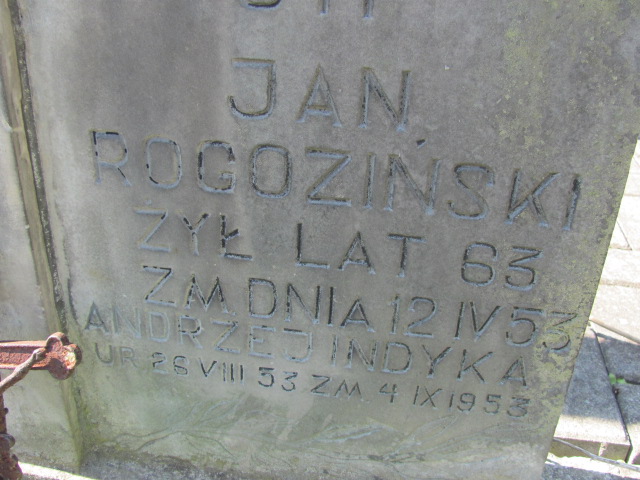 JAN
ROGOZIŃSKI
ŻYŁ LAT 63
ZM. DNIA 12 IV 53
ANDRZEJ INDYKA
UR 26 VIII 53 ZM. 4 IX 1953